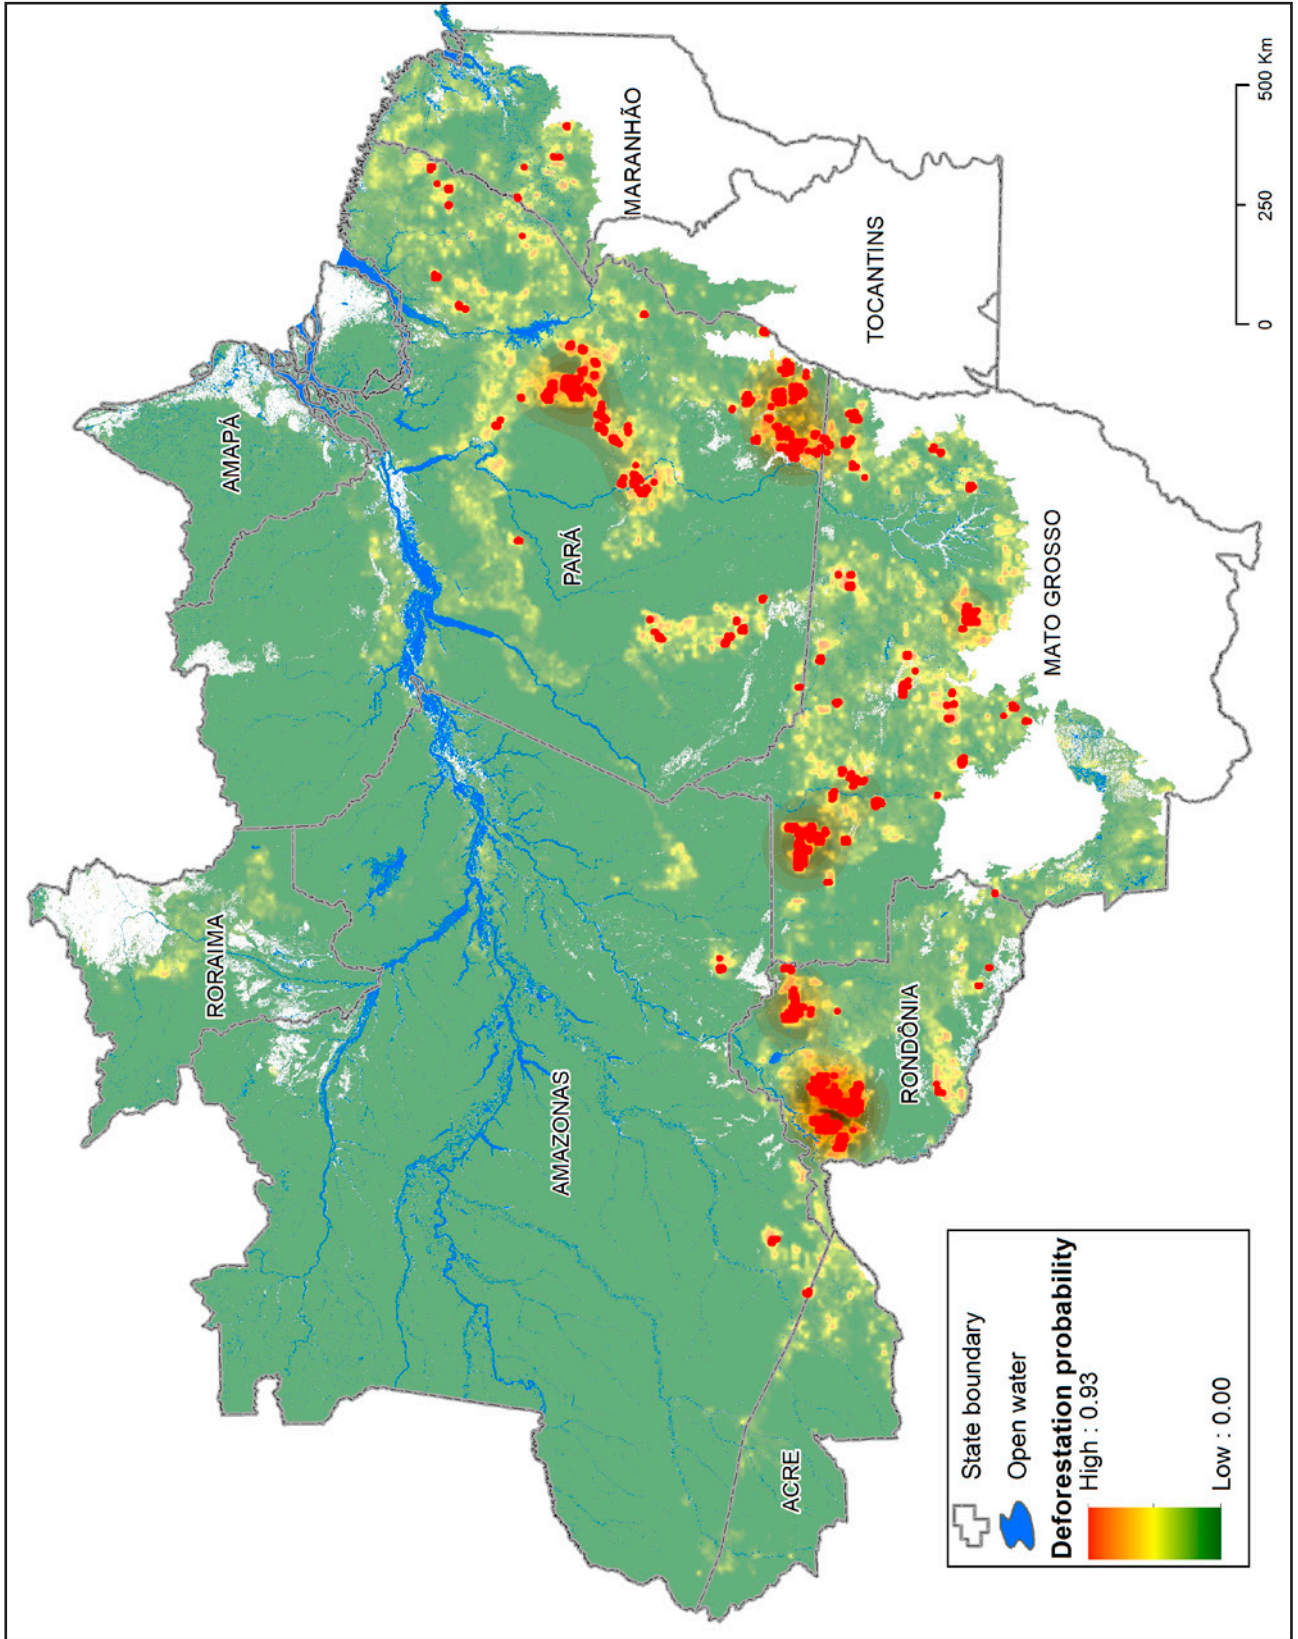 RORAIMA
AMAPÁ
AMAZONAS
PARÁ
MARANHÃO
ACRE
RONDÔNIA
MATO GROSSO
TOCANTINS
State boundary
Open water
Deforestation probability
High : 0.93
Low : 0.00
0 250 500 Km